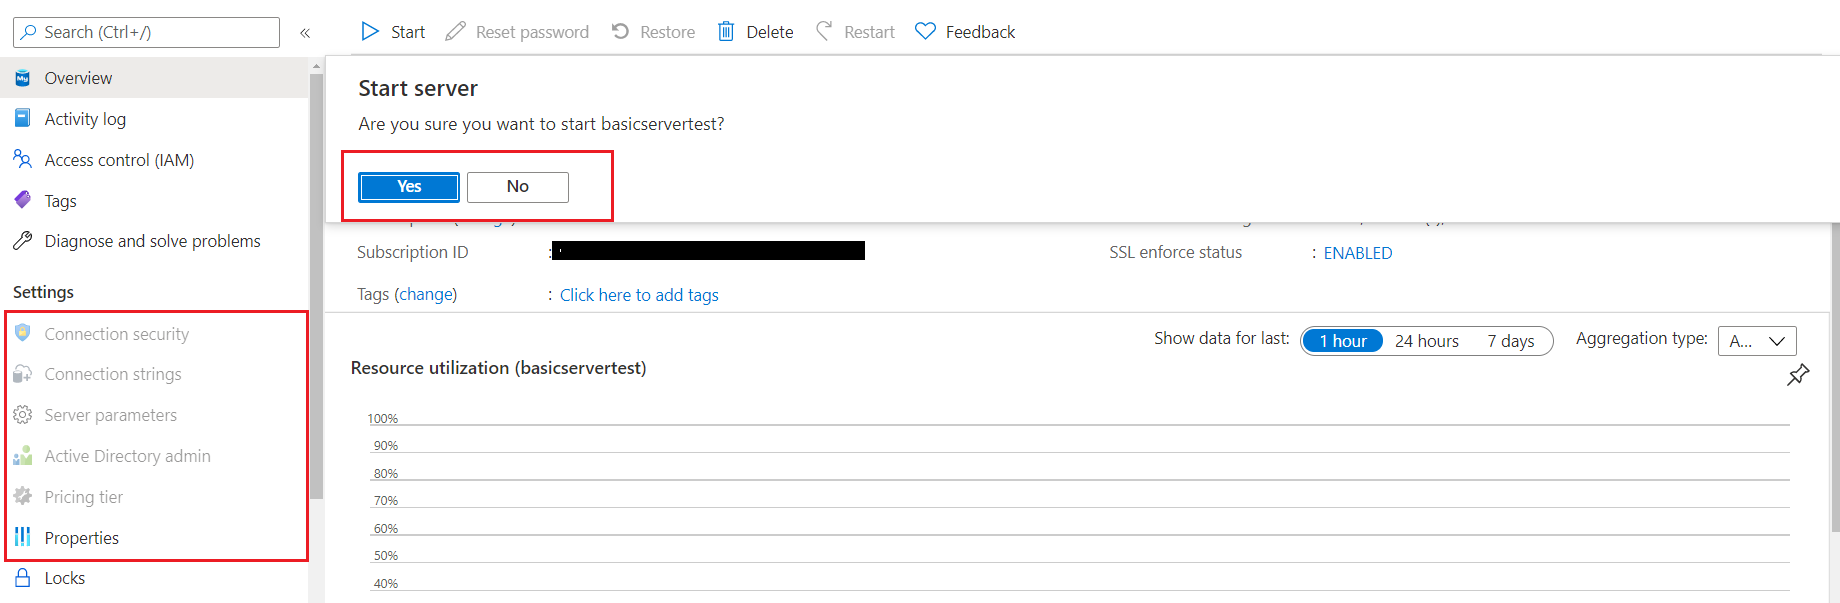 Search (Ctrl+/)
«
Start
Reset password
Restore
Delete
Restart
Feedback
Overview
Activity log
Access control (IAM)
Tags
Diagnose and solve problems
Settings
Connection security
Connection strings
Server parameters
Active Directory admin
Pricing tier
Properties
Locks
Start server
Are you sure you want to start basicservertest?
Yes
No
Subscription ID :
SSL enforce status : ENABLED
Tags (change) : Click here to add tags
Show data for last: 1 hour 24 hours 7 days Aggregation type: A...
Resource utilization (basicservertest)
100%
90%
80%
70%
60%
50%
40%